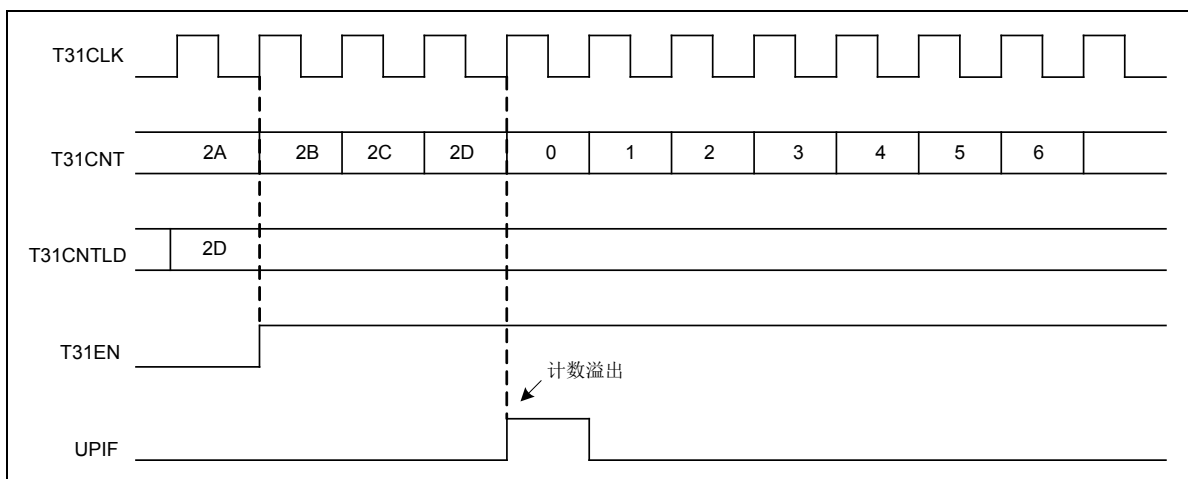 T31CLK
T31CNT 2A 2B 2C 2D 0 1 2 3 4 5 6
T31CNTLD 2D
T31EN
计数溢出
UPIF